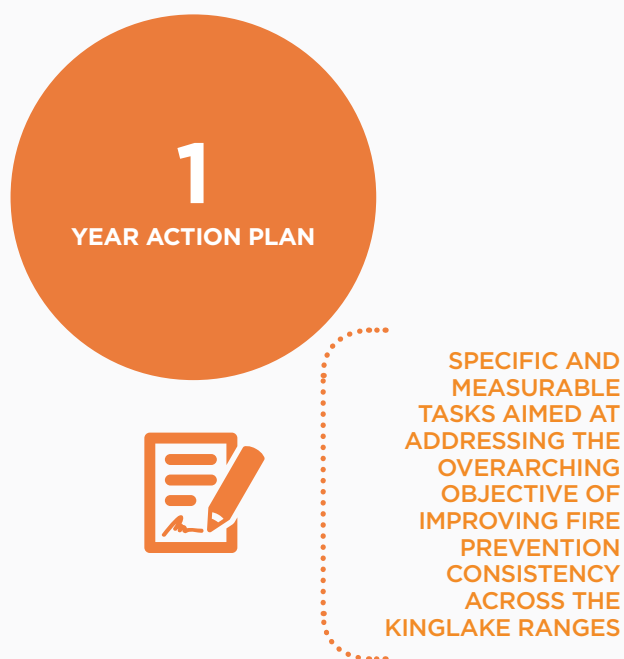 1
YEAR ACTION PLAN
SPECIFIC AND
MEASURABLE
TASKS AIMED AT
ADDRESSING THE
OVERARCHING
OBJECTIVE OF
IMPROVING FIRE
PREVENTION
CONSISTENCY
ACROSS THE
KINGLAKE RANGES